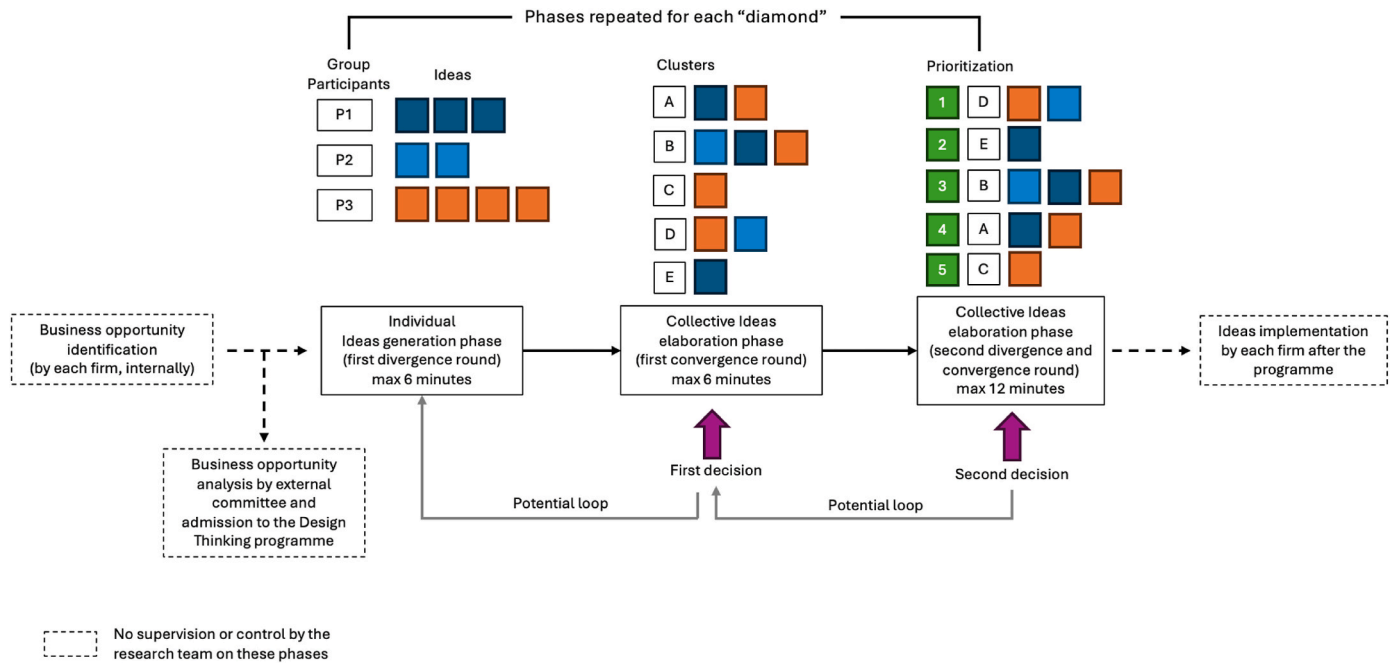 Phases repeated for each “diamond”
Group
Participants
Ideas
P1
P2
P3
Clusters
A
B
C
D
E
Prioritization
1 D
2 E
3 B
4 A
5 C
Business opportunity
identification
(by each firm, internally)
Individual
Ideas generation phase
(first divergence round)
max 6 minutes
Collective Ideas
elaboration phase
(first convergence round)
max 6 minutes
Collective Ideas
elaboration phase
(second divergence and
convergence round)
max 12 minutes
Ideas implementation
by each firm after the
programme
Business opportunity
analysis by external
committee and
admission to the Design
Thinking programme
First decision
Second decision
Potential loop
Potential loop
No supervision or control by the
research team on these phases